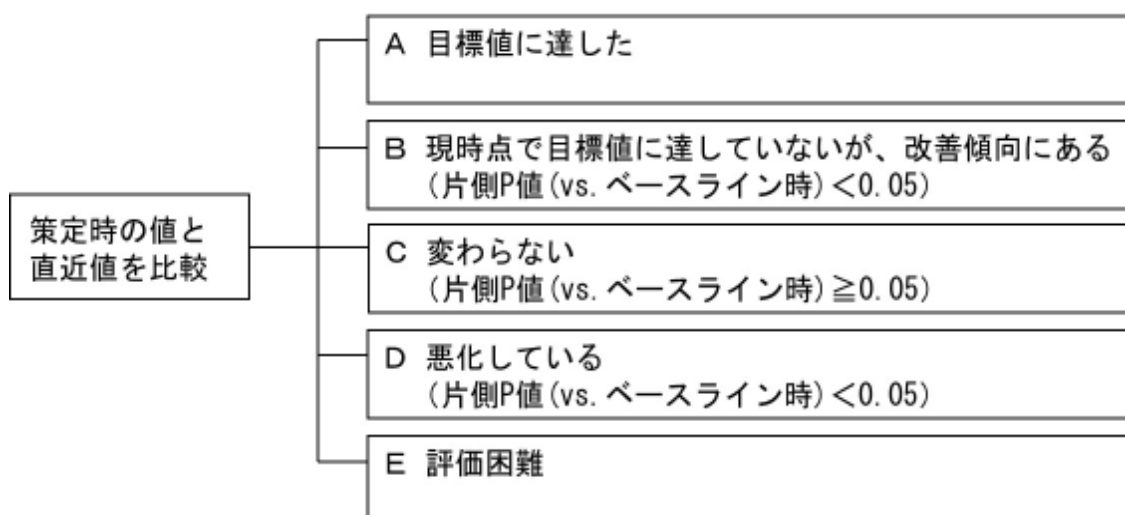 策定時の値と
直近値を比較
A 目標値に達した
B 現時点で目標値に達していないが、改善傾向にある
(片側P値(vs. ベースライン時)<0.05)
C 変わらない
(片側P値(vs. ベースライン時)≧0.05)
D 悪化している
(片側P値(vs. ベースライン時)<0.05)
E 評価困難